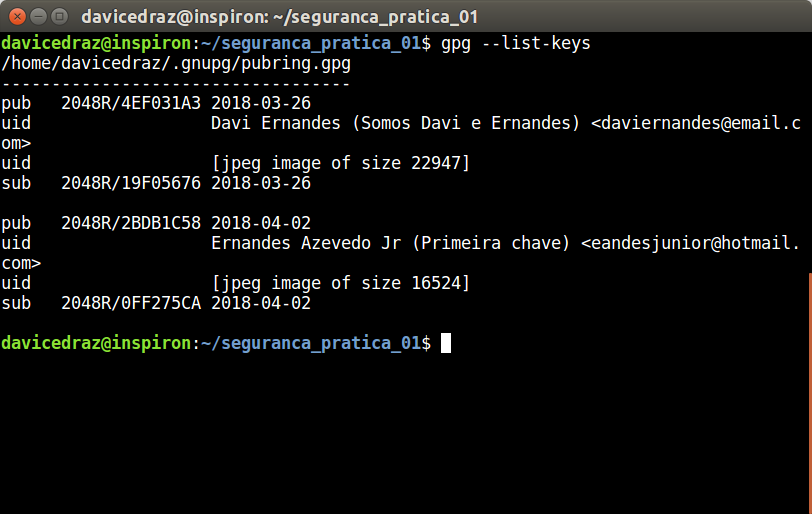 davicedraz@inspiron: ~/seguranca_pratica_01
davicedraz@inspiron:~/seguranca_pratica_01$ gpg --list-keys
/home/davicedraz/.gnupg/pubring.gpg
-----------------------------------
pub   2048R/4EF031A3 2018-03-26
uid                  Davi Ernandes (Somos Davi e Ernandes) <daviernandes@email.c
om>
uid                  [jpeg image of size 22947]
sub   2048R/19F05676 2018-03-26

pub   2048R/2BDB1C58 2018-04-02
uid                  Ernandes Azevedo Jr (Primeira chave) <eandesjunior@hotmail.
com>
uid                  [jpeg image of size 16524]
sub   2048R/0FF275CA 2018-04-02

davicedraz@inspiron:~/seguranca_pratica_01$